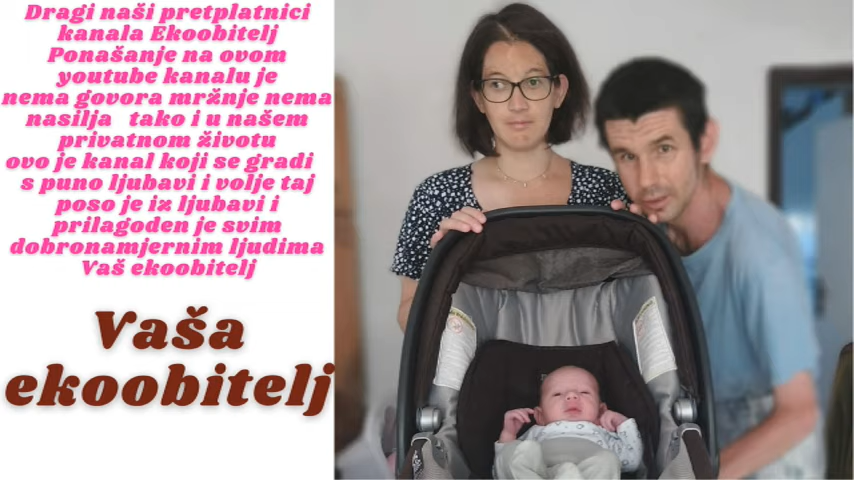 Dragi naši pretplatnici
kanala Ekoobitelj
Ponašanje na ovom
youtube kanalu je
nema govora mržnje nema
nasilja tako i u našem
privatnom životu
ovo je kanal koji se gradi
s puno ljubavi i volje taj
poso je iz ljubavi i
prilagođen je svim
dobronamjernim ljudima
Vaš ekoobitelj
Vaša
ekoobitelj